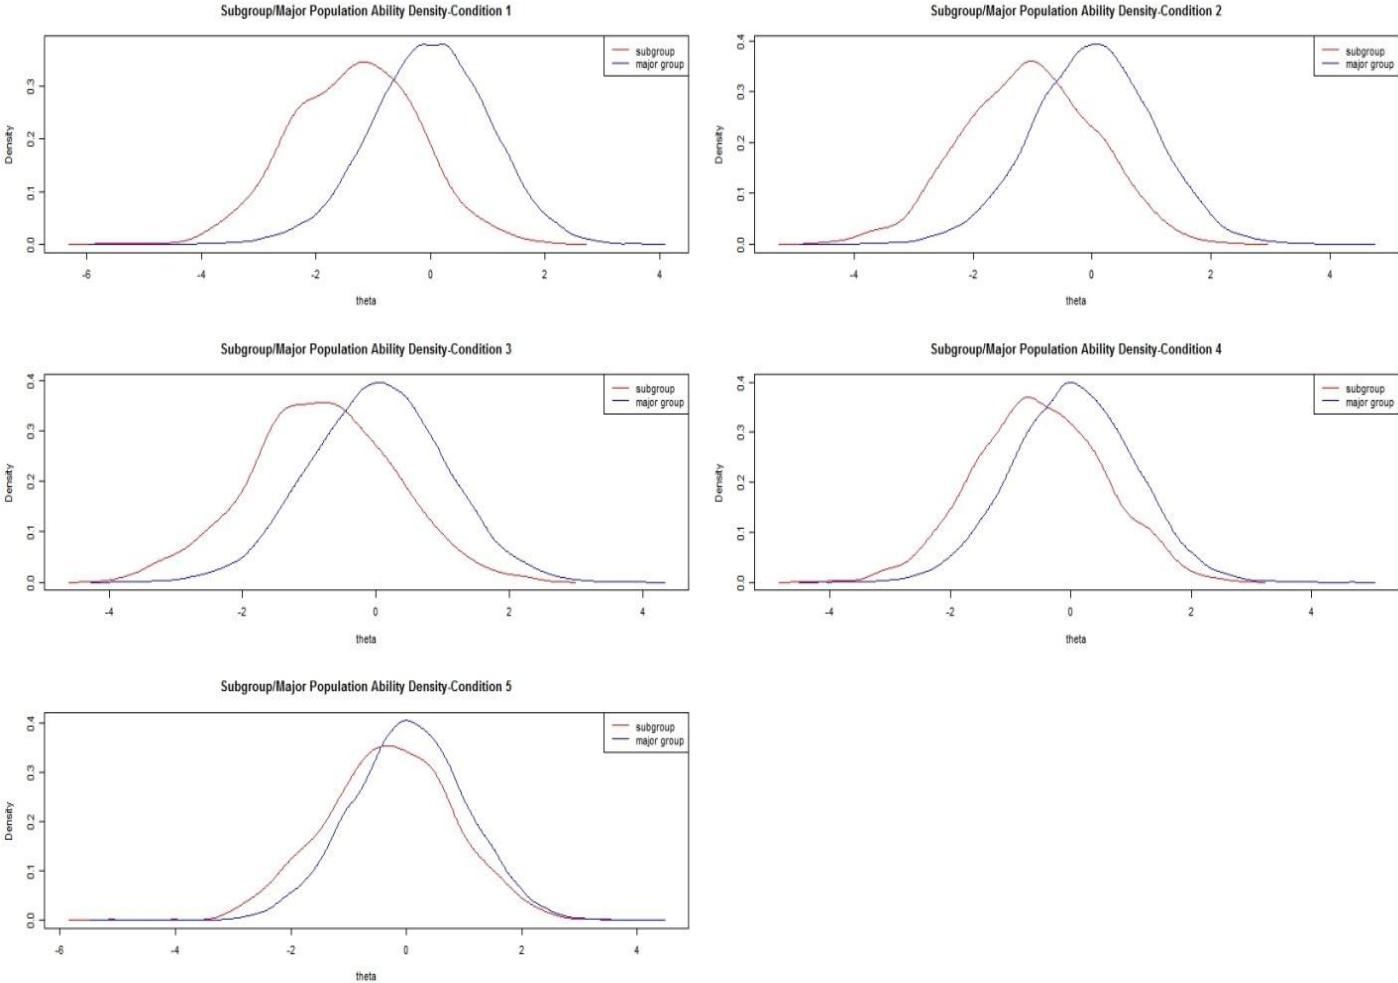 Subgroup/Major Population Ability Density-Condition 1
subgroup
major group
Density
0.0 0.1 0.2 0.3
-6 -4 -2 0 2 4
theta
Subgroup/Major Population Ability Density-Condition 2
subgroup
major group
Density
0.0 0.1 0.2 0.3 0.4
-4 -2 0 2 4
theta
Subgroup/Major Population Ability Density-Condition 3
subgroup
major group
Density
0.0 0.1 0.2 0.3 0.4
-4 -2 0 2 4
theta
Subgroup/Major Population Ability Density-Condition 4
subgroup
major group
Density
0.0 0.1 0.2 0.3 0.4
-4 -2 0 2 4
theta
Subgroup/Major Population Ability Density-Condition 5
subgroup
major group
Density
0.0 0.1 0.2 0.3 0.4
-6 -4 -2 0 2 4
theta